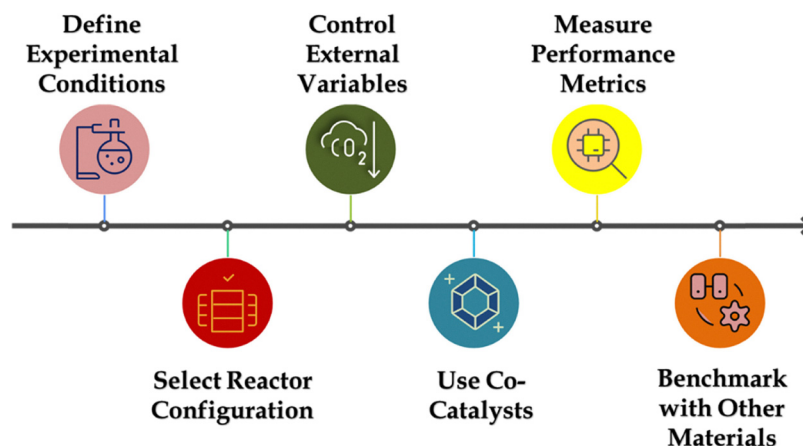 Define
Experimental
Conditions
Control
External
Variables
Measure
Performance
Metrics
CO2
Select Reactor
Configuration
Use Co-
Catalysts
Benchmark
with Other
Materials